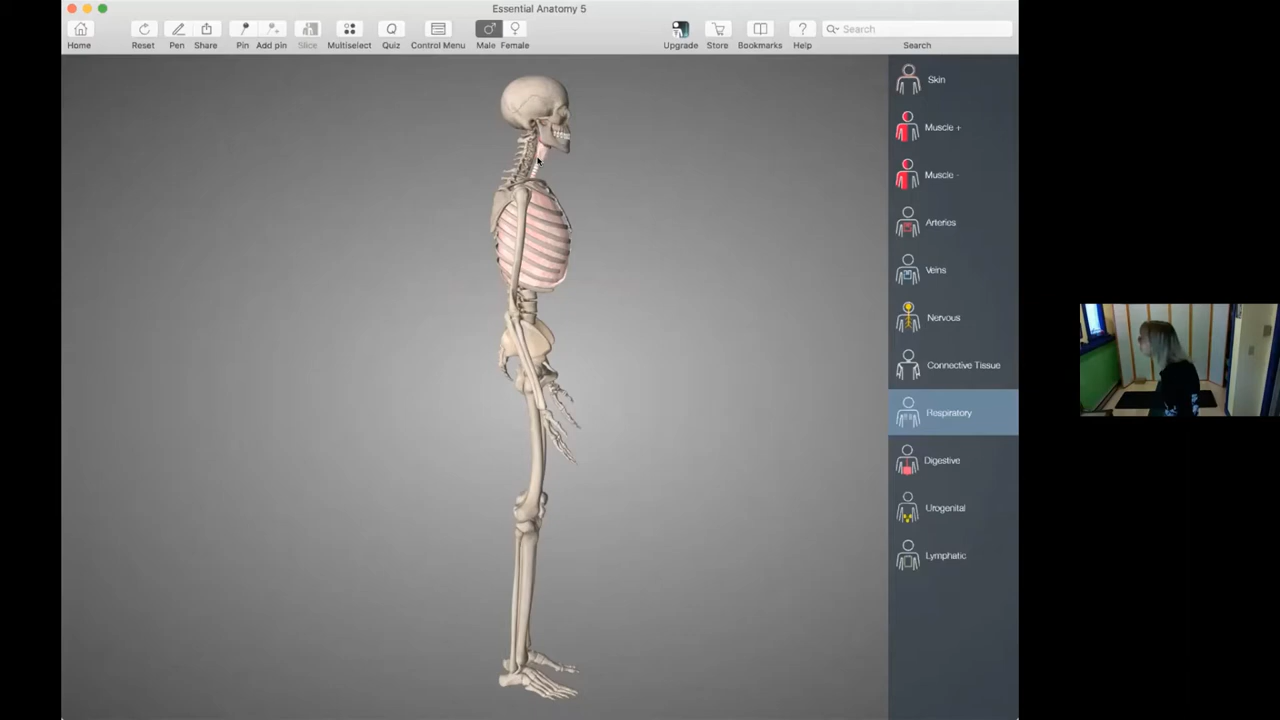 Essential Anatomy 5
Home Reset Pen Share Pin Add pin Slice Multiselect Quiz Control Menu Male Female Upgrade Store Bookmarks Help Search
Search
Skin
Muscle +
Muscle -
Arteries
Veins
Nervous
Connective Tissue
Respiratory
Digestive
Urogenital
Lymphatic